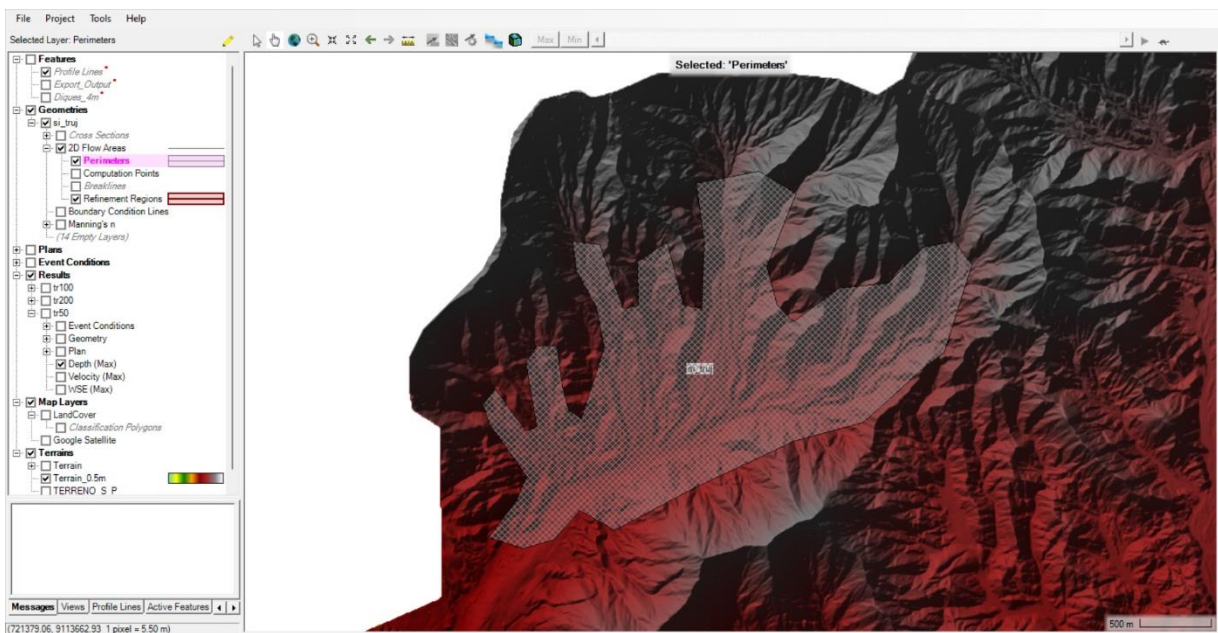 File Project Tools Help
Selected Layer: Perimeters
Max Min
Selected: 'Perimeters'
Features
Profile Lines
Export_Output
Diques_4m
Geometries
si_truj
Cross Sections
2D Flow Areas
Perimeters
Computation Points
Breaklines
Refinement Regions
Boundary Condition Lines
Manning's n
(14 Empty Layers)
Plans
Event Conditions
Results
tr100
tr200
tr50
Event Conditions
Geometry
Plan
Depth (Max)
Velocity (Max)
WSE (Max)
Map Layers
LandCover
Classification Polygons
Google Satellite
Terrains
Terrain
Terrain_0.5m
TERRENO_S_P
si_truj
Messages Views Profile Lines Active Features
(721379.06, 9113662.93 1 pixel = 5.50 m)
500 m